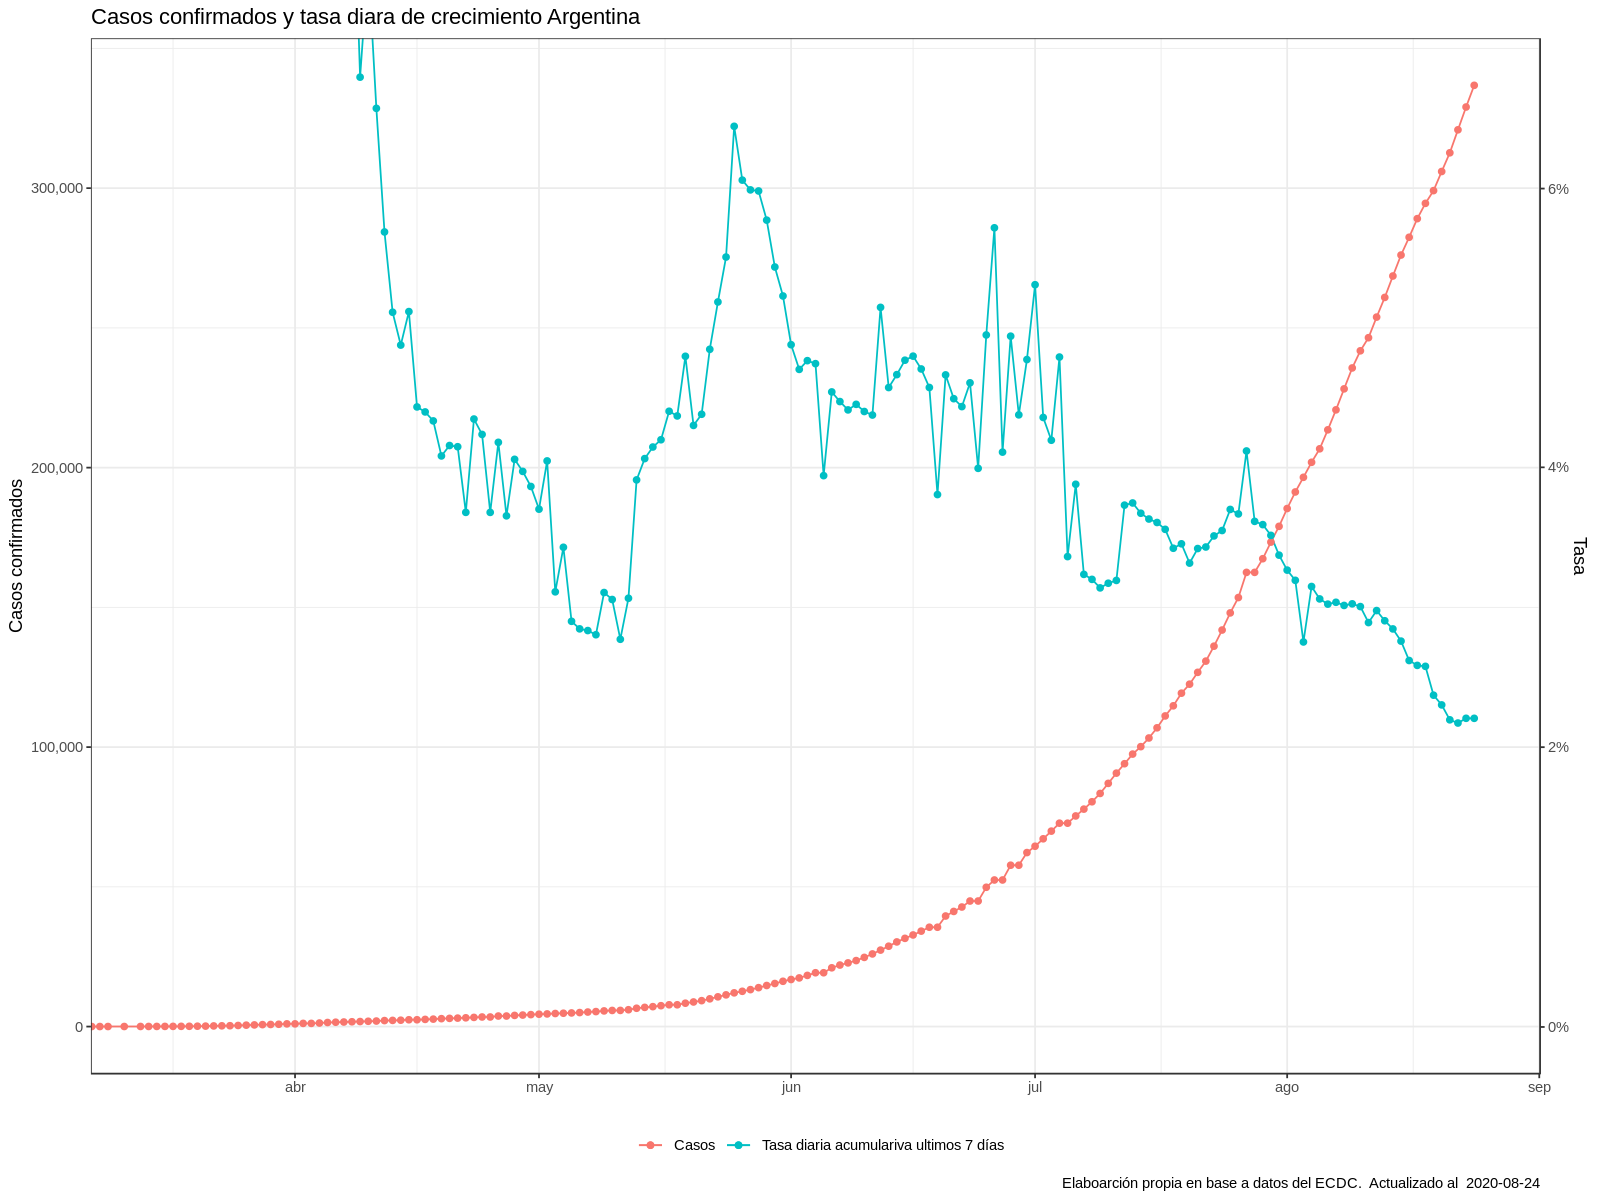 Casos confirmados y tasa diara de crecimiento Argentina
Casos confirmados
300,000
200,000
100,000
0
6%
4%
2%
0%
Tasa
abr
may
jun
jul
ago
sep
Casos
Tasa diaria acumulariva ultimos 7 días
Elaboarción propia en base a datos del ECDC.  Actualizado al  2020-08-24